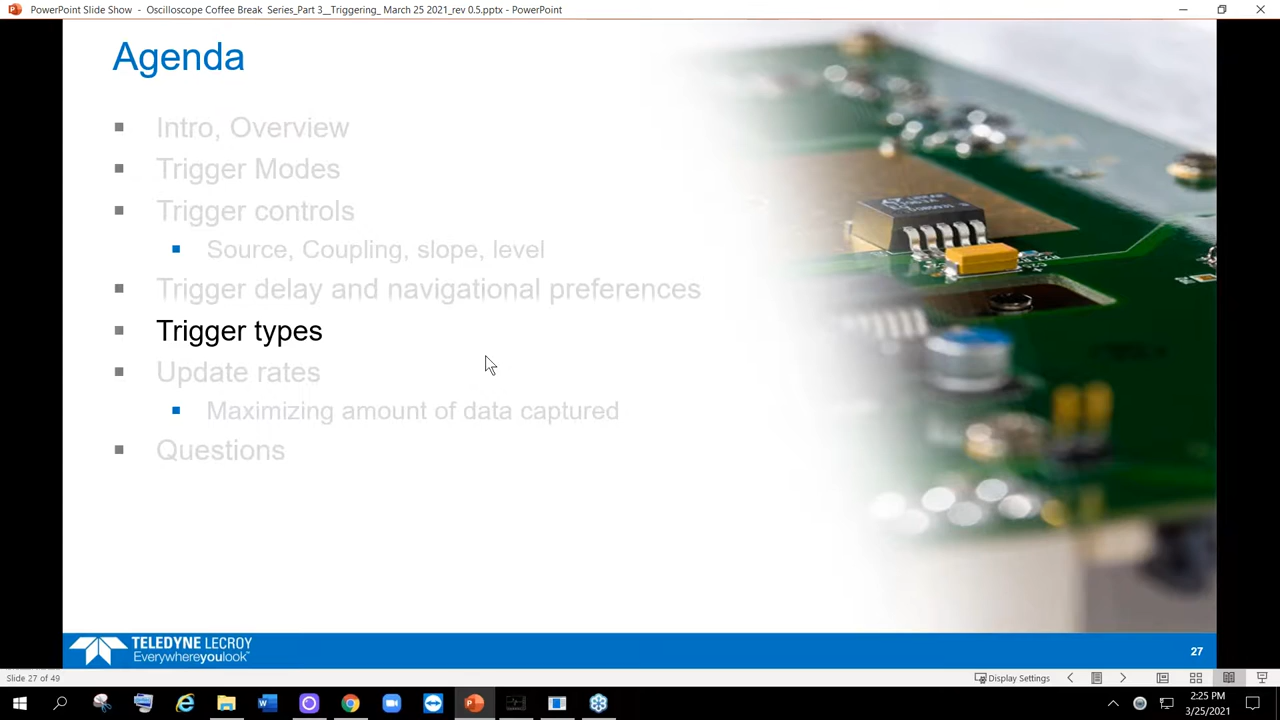 PowerPoint Slide Show - Oscilloscope Coffee Break Series_Part 3__Triggering_ March 25 2021_rev 0.5.pptx - PowerPoint
Agenda
Intro, Overview
Trigger Modes
Trigger controls
Source, Coupling, slope, level
Trigger delay and navigational preferences
Trigger types
Update rates
Maximizing amount of data captured
Questions
TELEDYNE LECROY
Everywhereyoulook
27
Slide 27 of 49
Display Settings
2:25 PM
3/25/2021